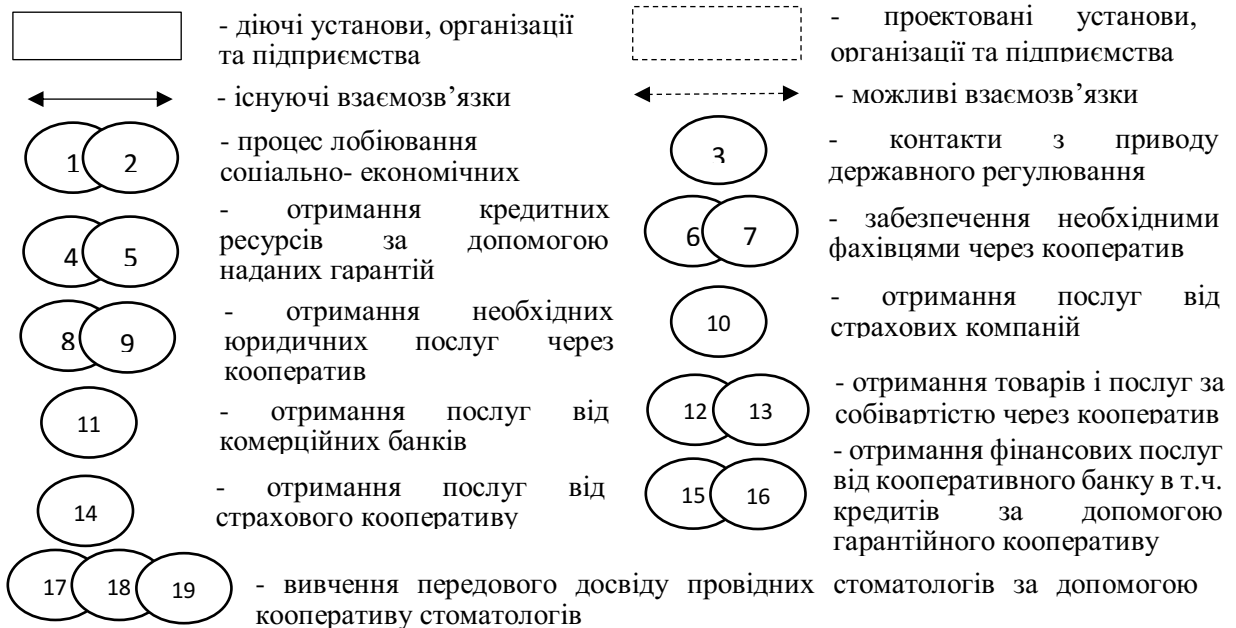 - діючі установи, організації
та підприємства
- проектовані установи,
організації та підприємства
- існуючі взаємозв’язки
- можливі взаємозв’язки
1 2
- процес лобіювання
соціально- економічних
3
- контакти з приводу
державного регулювання
4 5
- отримання кредитних
ресурсів за допомогою
наданих гарантій
6 7
- забезпечення необхідними
фахівцями через кооператив
8 9
- отримання необхідних
юридичних послуг через
кооператив
10
- отримання послуг від
страхових компаній
11
- отримання послуг від
комерційних банків
12 13
- отримання товарів і послуг за
собівартістю через кооператив
14
- отримання послуг від
страхового кооперативу
15 16
- отримання фінансових послуг
від кооперативного банку в т.ч.
кредитів за допомогою
гарантійного кооперативу
17 18 19
- вивчення передового досвіду провідних стоматологів за допомогою
кооперативу стоматологів